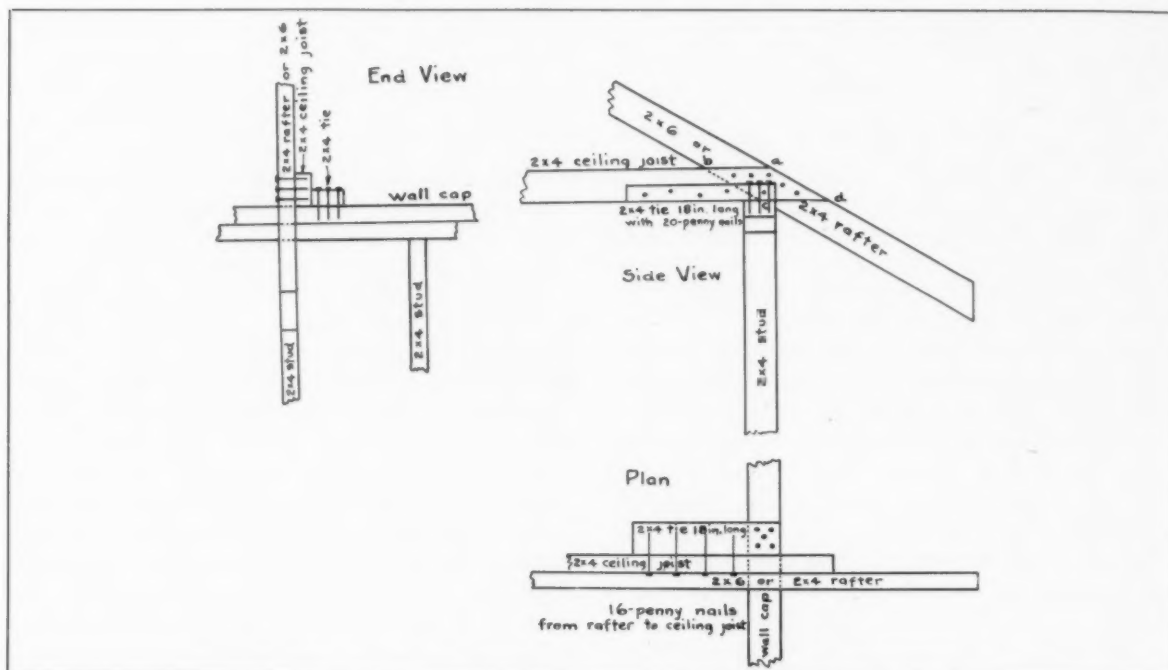 End View
2x4 rafter or 2x6
2x4 ceiling joist
2x4 tie
wall cap
2x4 stud
2x4 stud
2x6 or
b
a
2x4 ceiling joist
d
2x4 tie 18 in. long
with 20-penny nails
c
2x4 rafter
Side View
2x4 stud
Plan
2x4 tie 18 in. long
2x4 ceiling joist
2x6 or 2x4 rafter
16-penny nails
from rafter to ceiling joist
wall cap